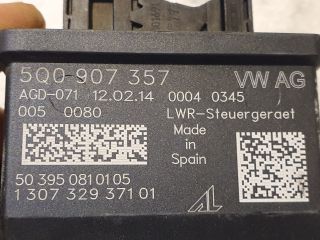 5Q0 907 357 VW AG
AGD-071 12.02.14 0004 0345
005 0080 LWR-Steuergeraet
Made in Spain
50 395 0810105
1 307 329 371 01
AL